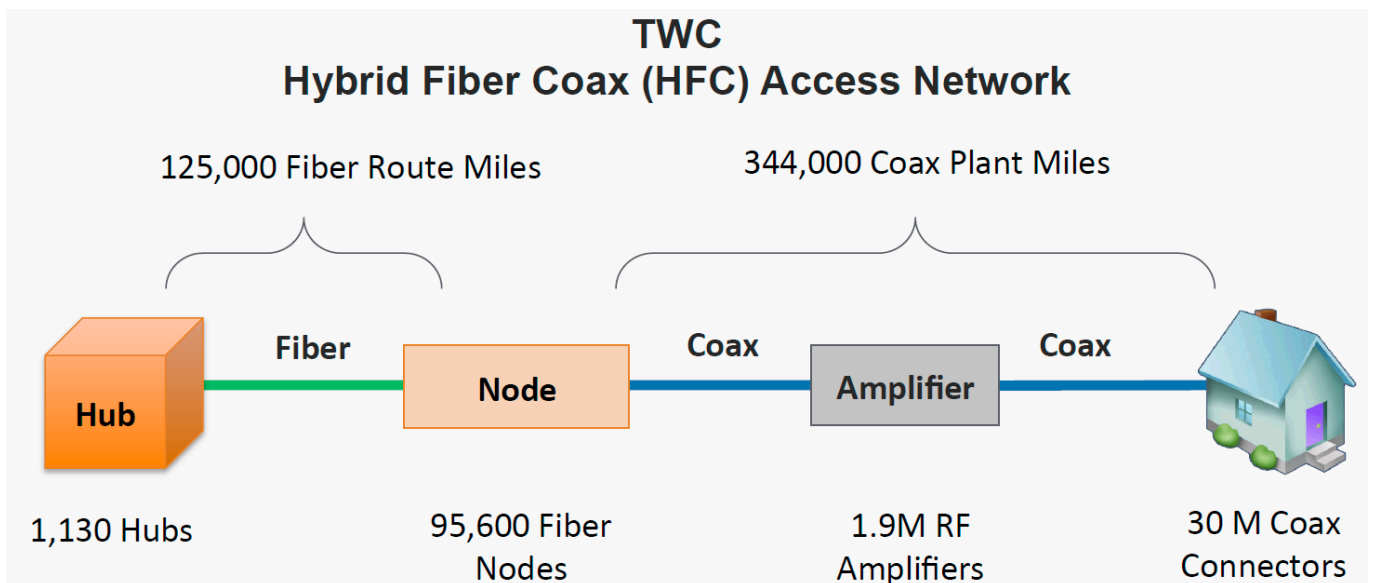 TWC
Hybrid Fiber Coax (HFC) Access Network
125,000 Fiber Route Miles
344,000 Coax Plant Miles
Fiber
Coax
Coax
Hub
Node
Amplifier
1,130 Hubs
95,600 Fiber
Nodes
1.9M RF
Amplifiers
30 M Coax
Connectors